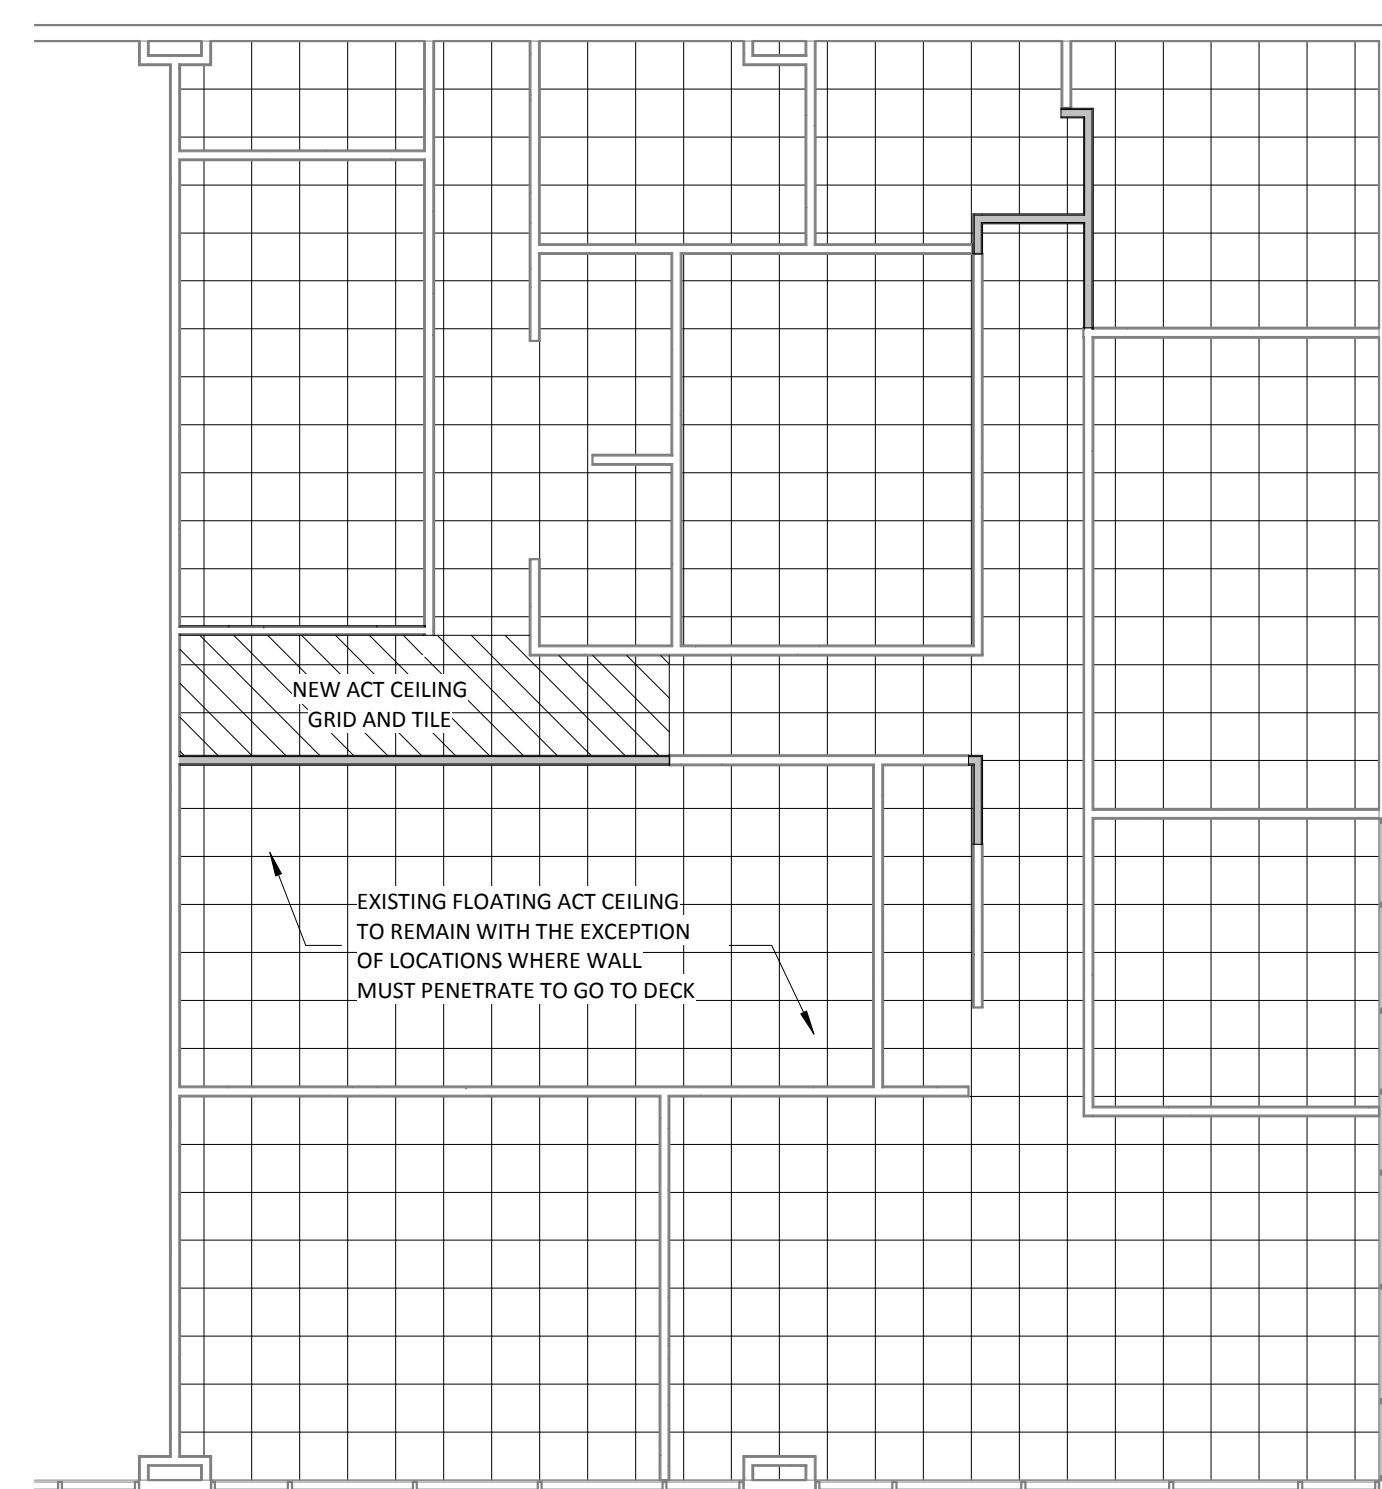 NEW ACT CEILING
GRID AND TILE
EXISTING FLOATING ACT CEILING
TO REMAIN WITH THE EXCEPTION
OF LOCATIONS WHERE WALL
MUST PENETRATE TO GO TO DECK